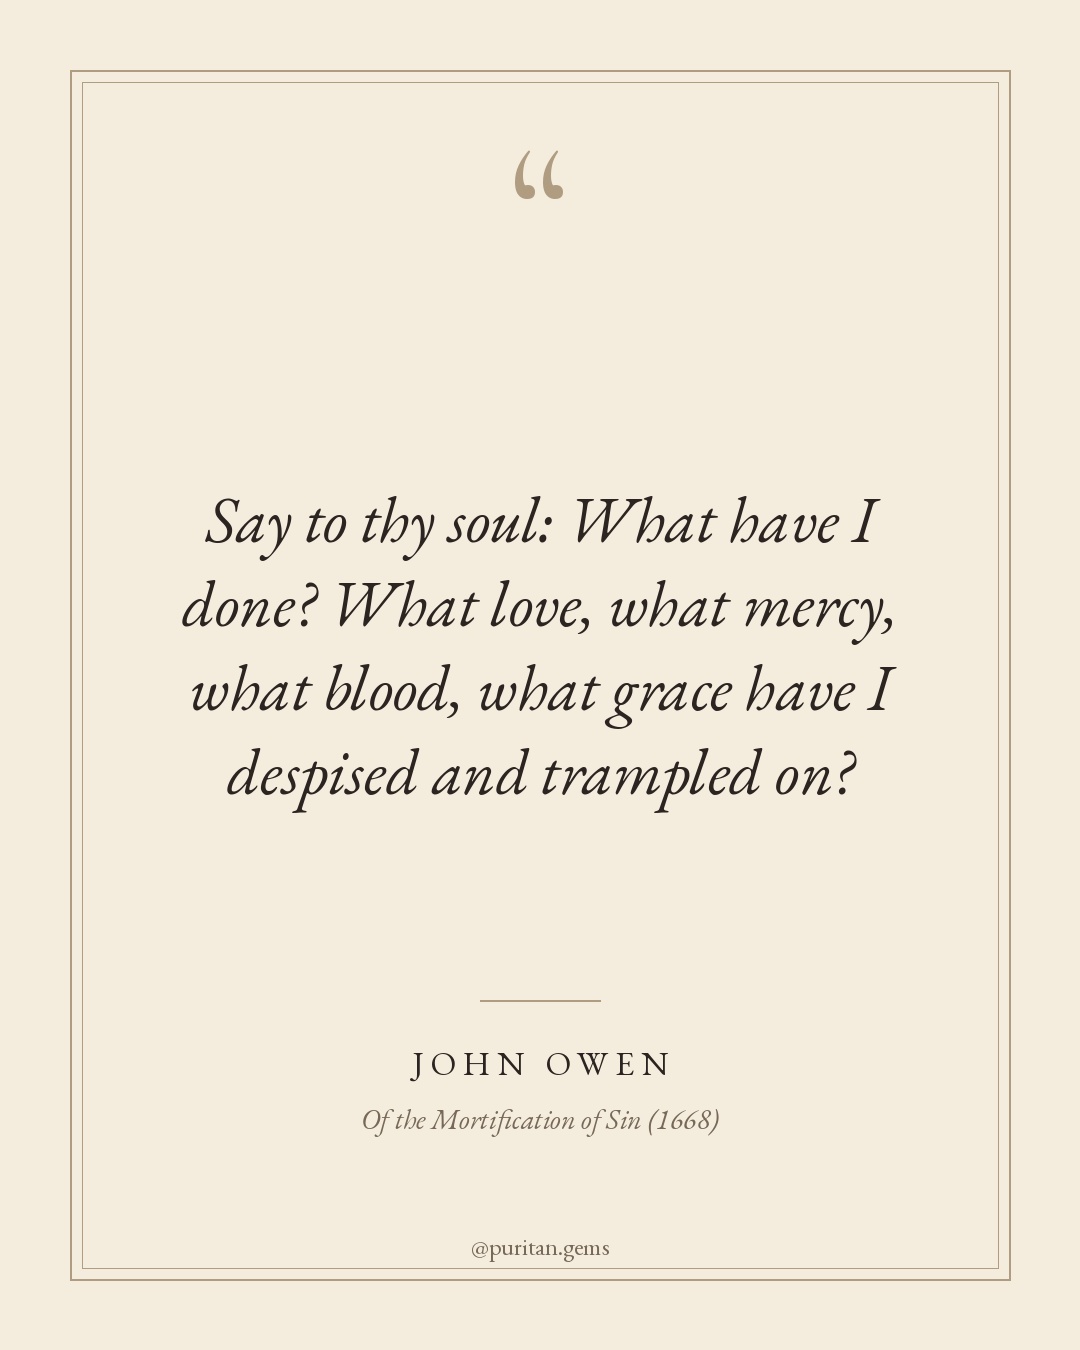 “
Say to thy soul: What have I
done? What love, what mercy,
what blood, what grace have I
despised and trampled on?
JOHN OWEN
Of the Mortification of Sin (1668)
@puritan.gems